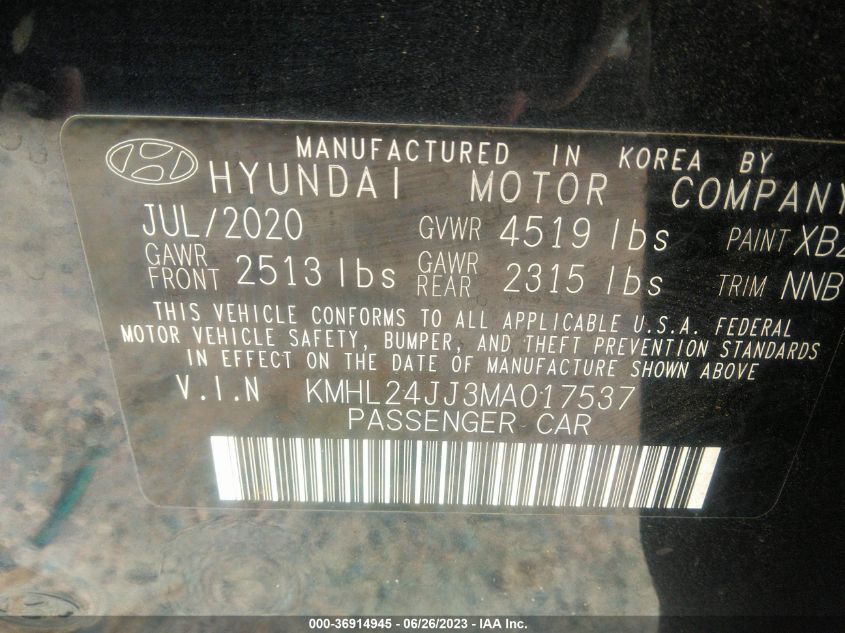 MANUFACTURED IN KOREA BY
HYUNDAI MOTOR COMPANY
JUL/2020 GVWR 4519 lbs PAINT
GAWR FRONT 2513 lbs GAWR REAR 2315 lbs TRIM NNB
THIS VEHICLE CONFORMS TO ALL APPLICABLE U.S.A. FEDERAL
MOTOR VEHICLE SAFETY, BUMPER, AND THEFT PREVENTION STANDARDS
IN EFFECT ON THE DATE OF MANUFACTURE SHOWN ABOVE
V.I.N KMHL24JJ3MA017537
PASSENGER CAR
000-36914945 - 06/26/2023 - IAA Inc.